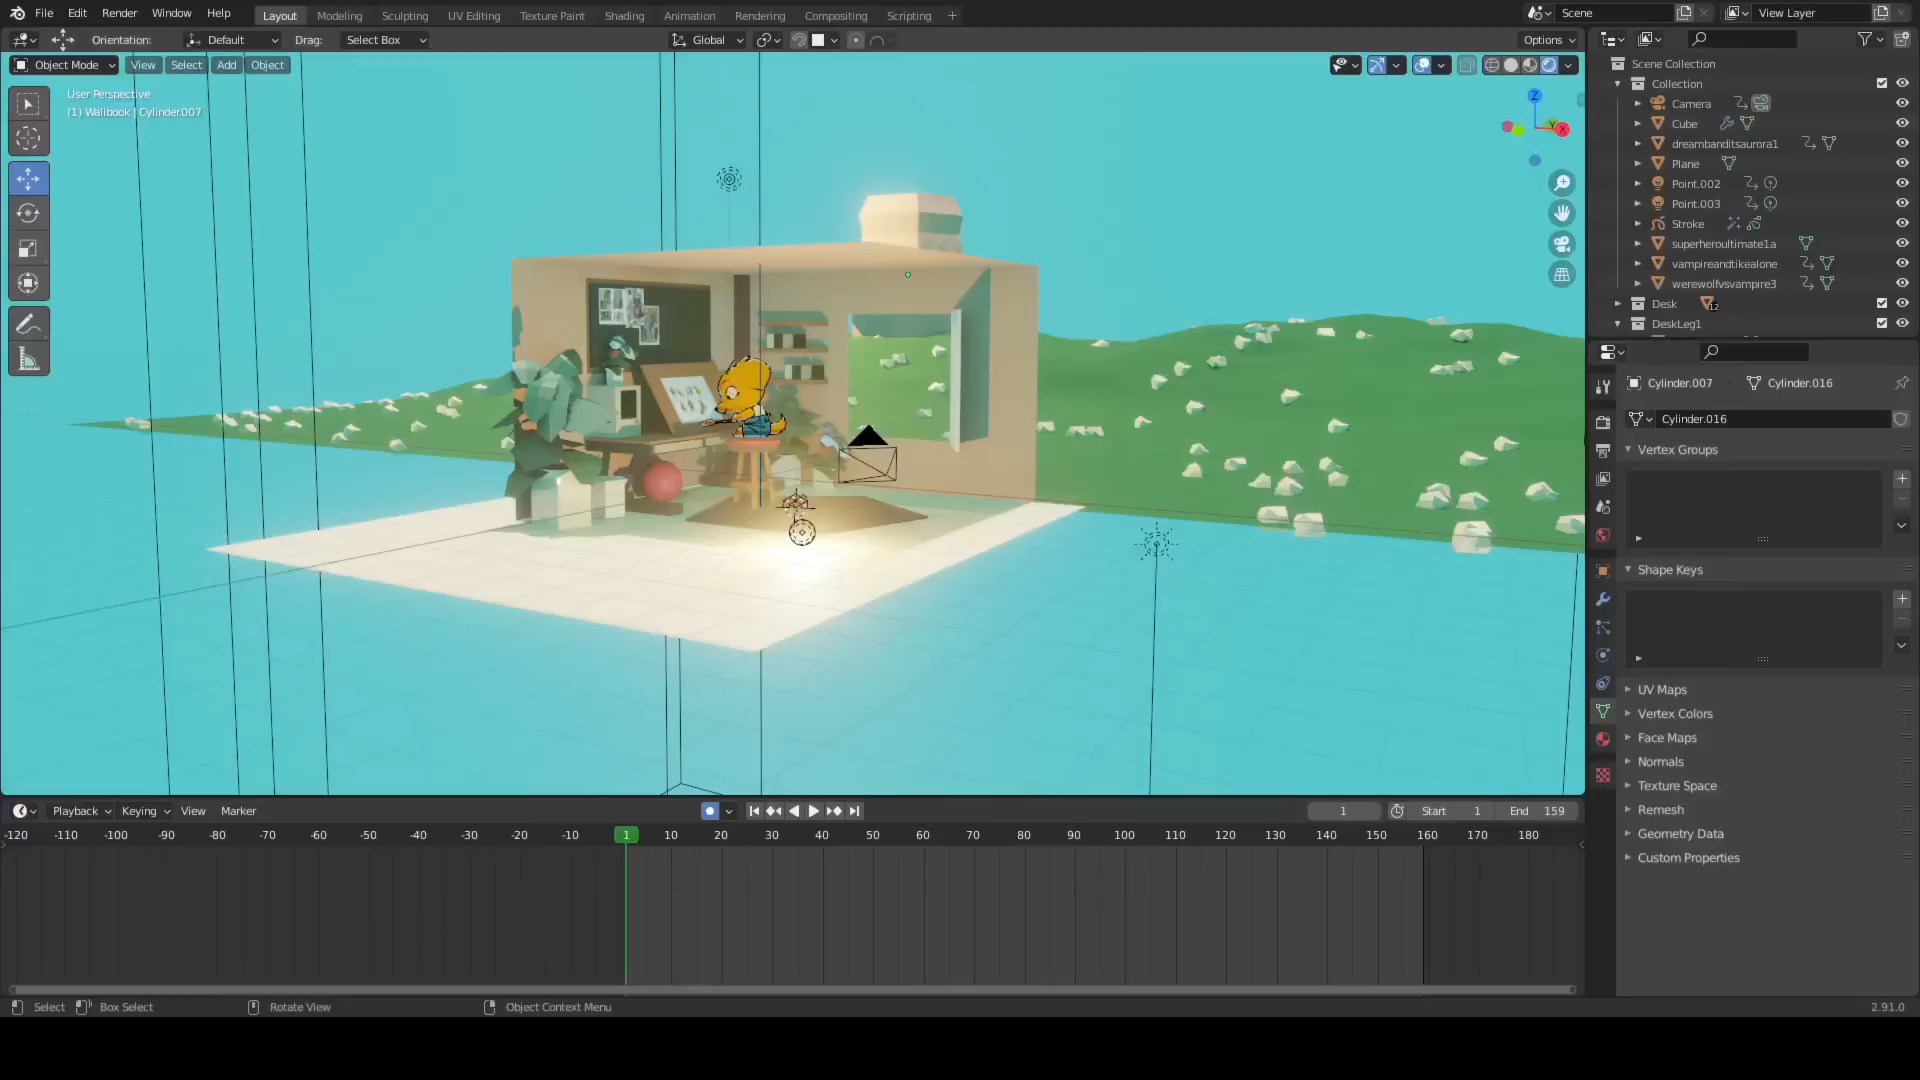 File Edit Render Window Help Layout Modeling Sculpting UV Editing Texture Paint Shading Animation Rendering Compositing Scripting Scene View Layer
Orientation: Default Drag: Select Box Global Options
Object Mode View Select Add Object
User Perspective
(1) Wallbook | Cylinder.007
Z
Y
X
Scene Collection
Collection
Camera
Cube
dreambanditsaurora1
Plane
Point.002
Point.003
Stroke
superheroultimate1a
vampireandtikealone
werewolfvsvampire3
Desk 12
DeskLeg1
Cylinder.007 Cylinder.016
Cylinder.016
Vertex Groups
Shape Keys
UV Maps
Vertex Colors
Face Maps
Normals
Texture Space
Remesh
Geometry Data
Custom Properties
Playback Keying View Marker 1 Start 1 End 159
-120 -110 -100 -90 -80 -70 -60 -50 -40 -30 -20 -10 1 10 20 30 40 50 60 70 80 90 100 110 120 130 140 150 160 170 180
Select Box Select Rotate View Object Context Menu 2.91.0